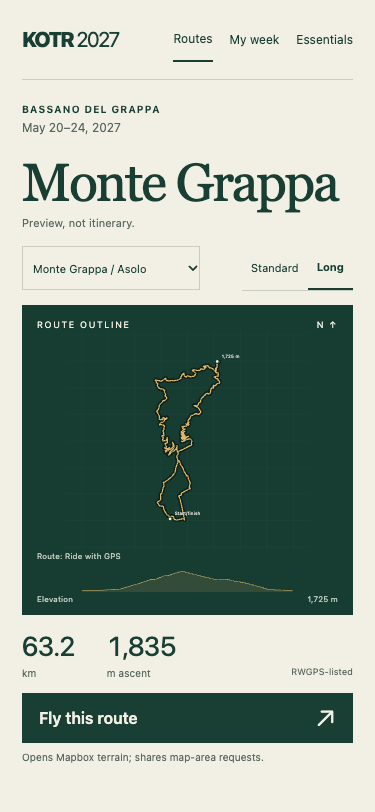 KOTR 2027
Routes
My week
Essentials
BASSANO DEL GRAPPA
May 20–24, 2027
Monte Grappa
Preview, not itinerary.
Monte Grappa / Asolo
Standard
Long
ROUTE OUTLINE
N ↑
1,725 m
Start/finish
Route: Ride with GPS
Elevation
1,725 m
63.2
1,835
km
m ascent
RWGPS-listed
Fly this route
Opens Mapbox terrain; shares map-area requests.